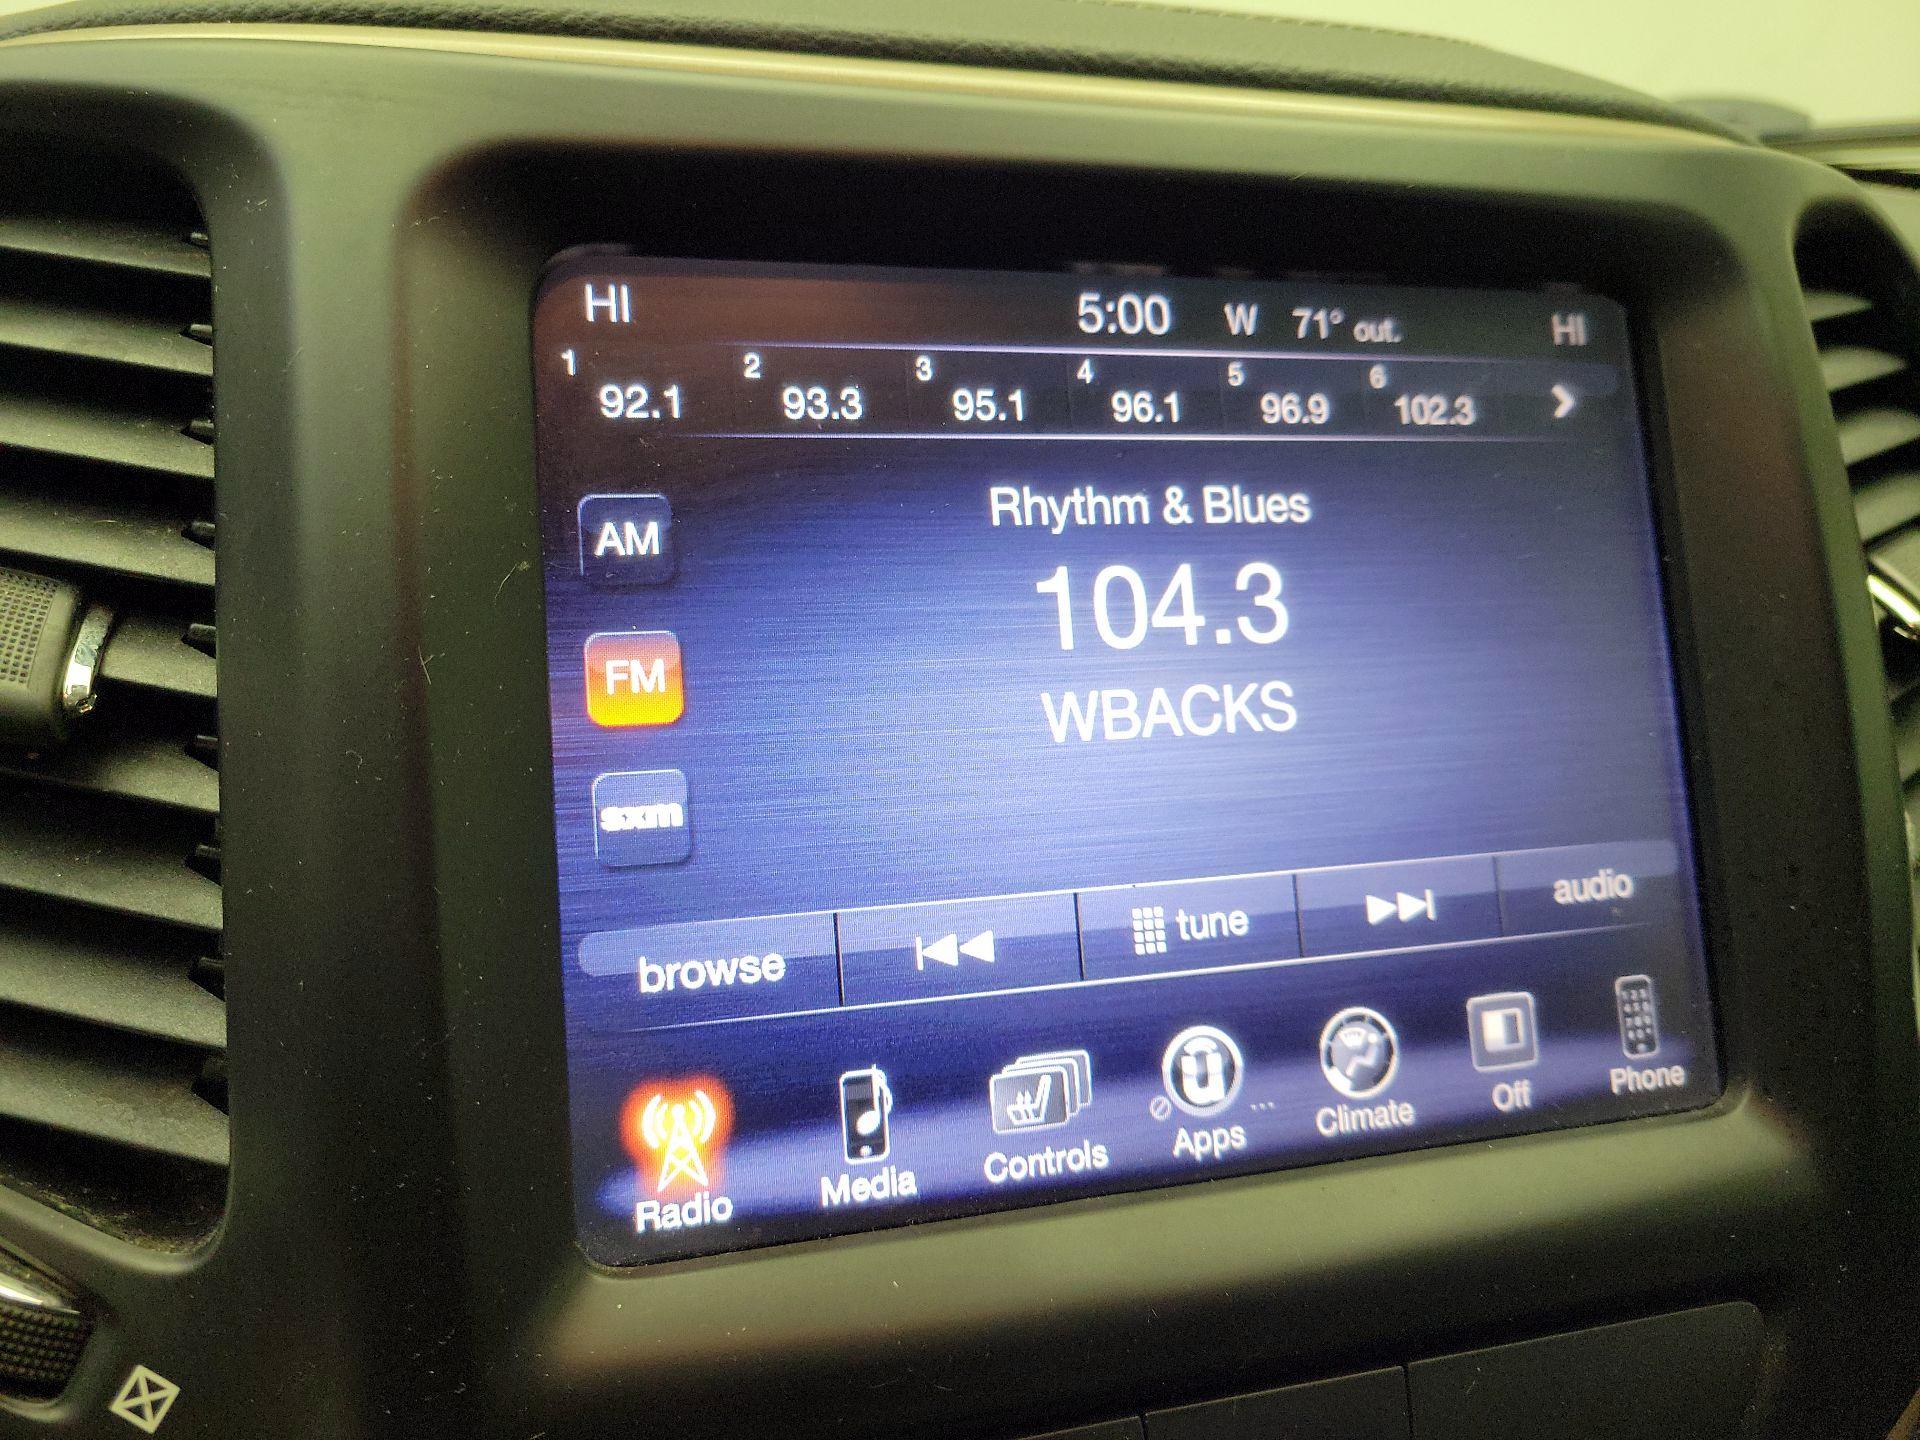 HI 5:00 W 71° out. HI
1 92.1 2 93.3 3 95.1 4 96.1 5 96.9 6 102.3
Rhythm & Blues
AM
104.3
FM
WBACKS
sxm
browse tune audio
Radio Media Controls Apps Climate Off Phone